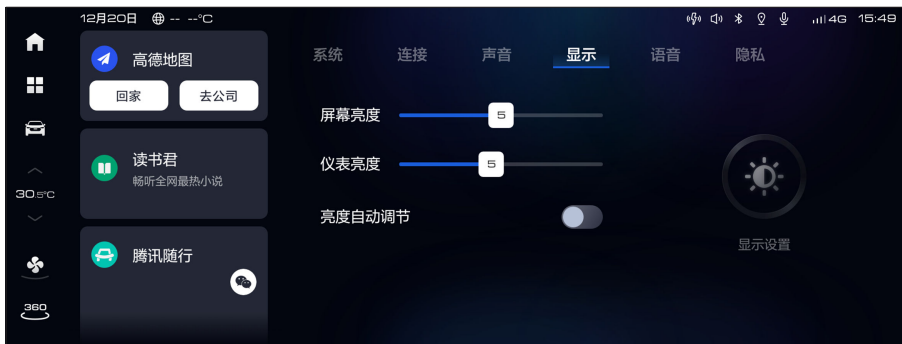 12月20日 -- --°C
4G 15:49
高德地图
回家 去公司
读书君
畅听全网最热小说
腾讯随行
30.5°C
360
系统 连接 声音 显示 语音 隐私
屏幕亮度 5
仪表亮度 5
亮度自动调节
显示设置